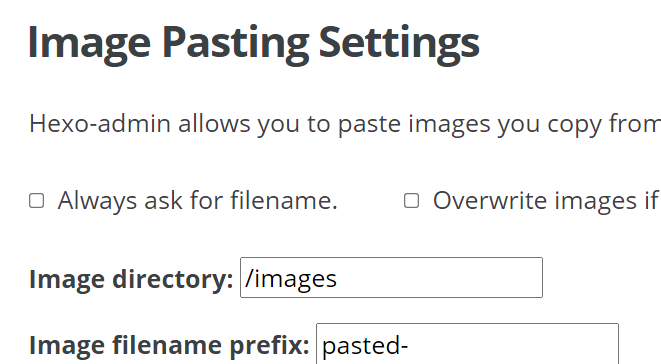 Image Pasting Settings
Hexo-admin allows you to paste images you copy from
Always ask for filename. Overwrite images if
Image directory: /images
Image filename prefix: pasted-